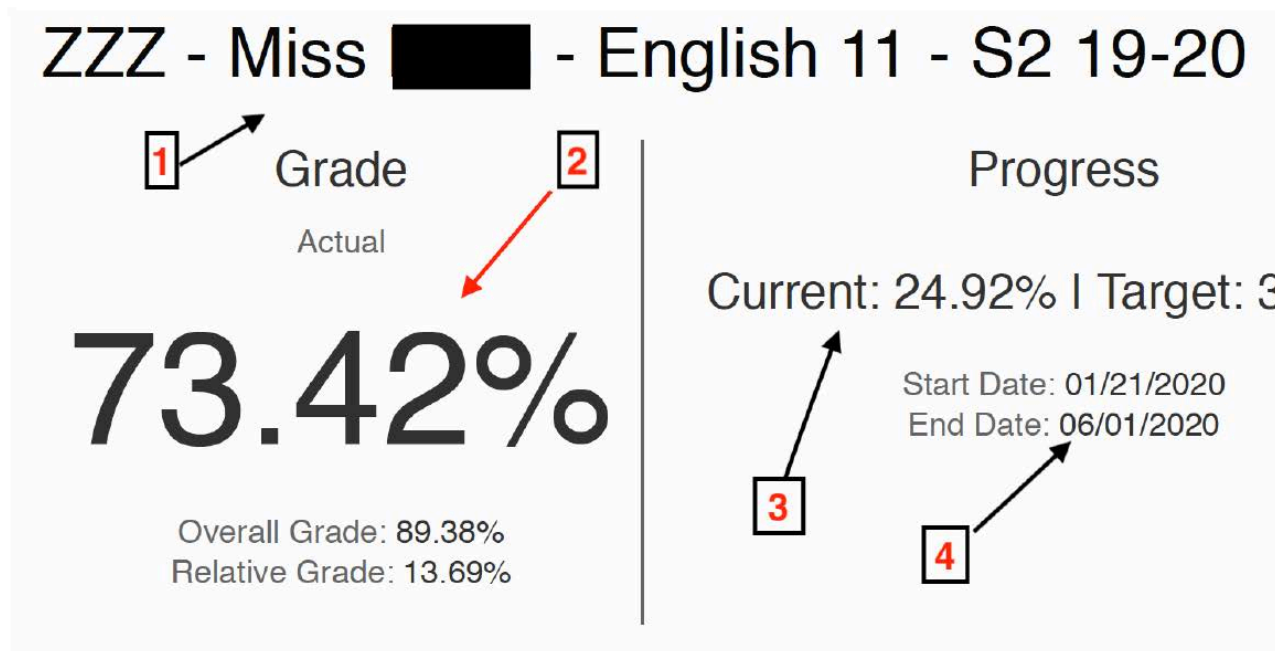 ZZZ - Miss - English 11 - S2 19-20
1
Grade
2
Actual
73.42%
Overall Grade: 89.38%
Relative Grade: 13.69%
Progress
Current: 24.92% | Target: 3
Start Date: 01/21/2020
End Date: 06/01/2020
3
4